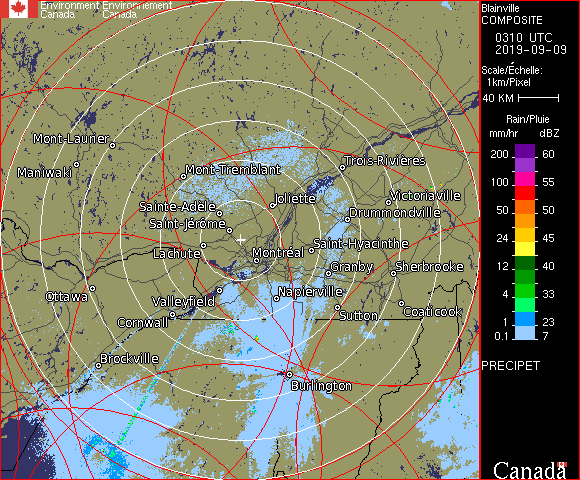 Environment Environnement
Canada Canada
Blainville
COMPOSITE
0310 UTC
2019-09-09
Scale/Échelle:
1km/Pixel
40 KM
Rain/Pluie
mm/hr dBZ
200 60
100 55
50 50
24 45
12 40
8 33
4 33
1 23
0.1 7
PRECIPET
Canada
Mont-Laurier
Maniwaki
Mont-Tremblant
Trois-Rivières
Sainte-Adèle
Joliette
Victoriaville
Drummondville
Saint-Jérôme
Lachute
Montréal
Saint-Hyacinthe
Granby
Sherbrooke
Ottawa
Valleyfield
Napierville
Cornwall
Sutton
Coaticook
Brockville
Burlington